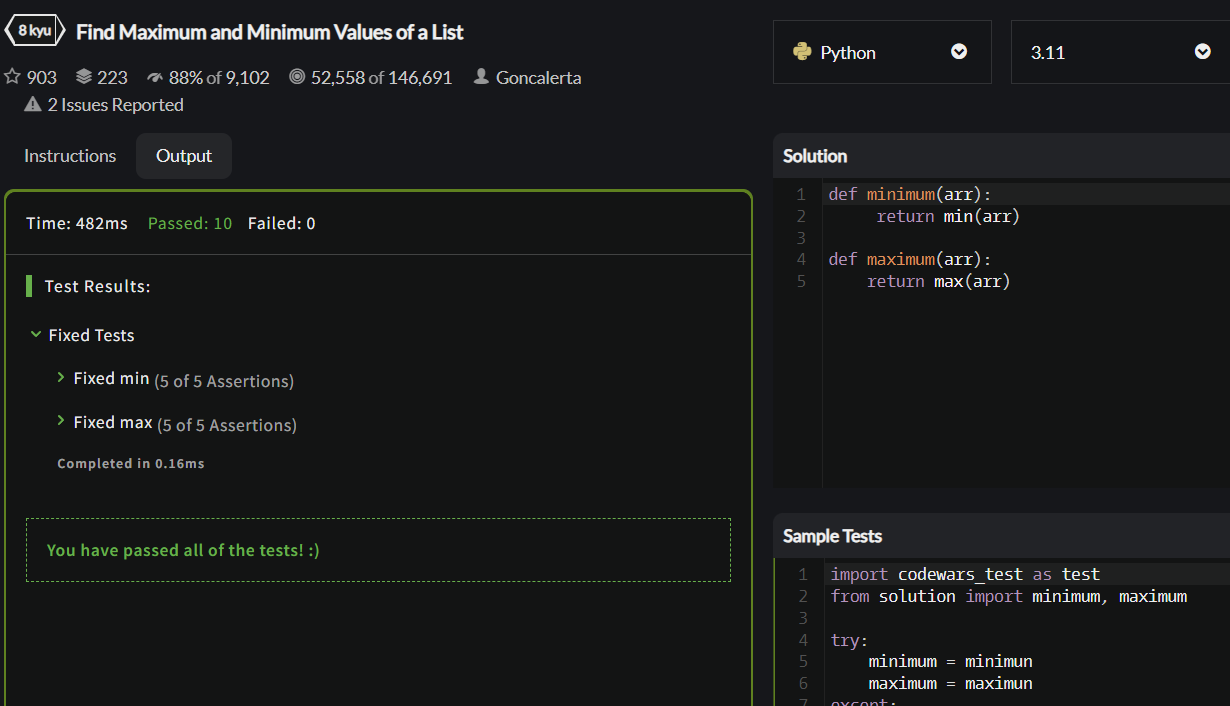 8 kyu Find Maximum and Minimum Values of a List
903 223 88% of 9,102 52,558 of 146,691 Goncalerta
2 Issues Reported
Instructions Output
Time: 482ms Passed: 10 Failed: 0
Test Results:
Fixed Tests
Fixed min (5 of 5 Assertions)
Fixed max (5 of 5 Assertions)
Completed in 0.16ms
You have passed all of the tests! :)
Python 3.11
Solution
1 def minimum(arr):
2 return min(arr)
3
4 def maximum(arr):
5 return max(arr)
Sample Tests
1 import codewars_test as test
2 from solution import minimum, maximum
3
4 try:
5 minimum = minimun
6 maximum = maximun
7 except: